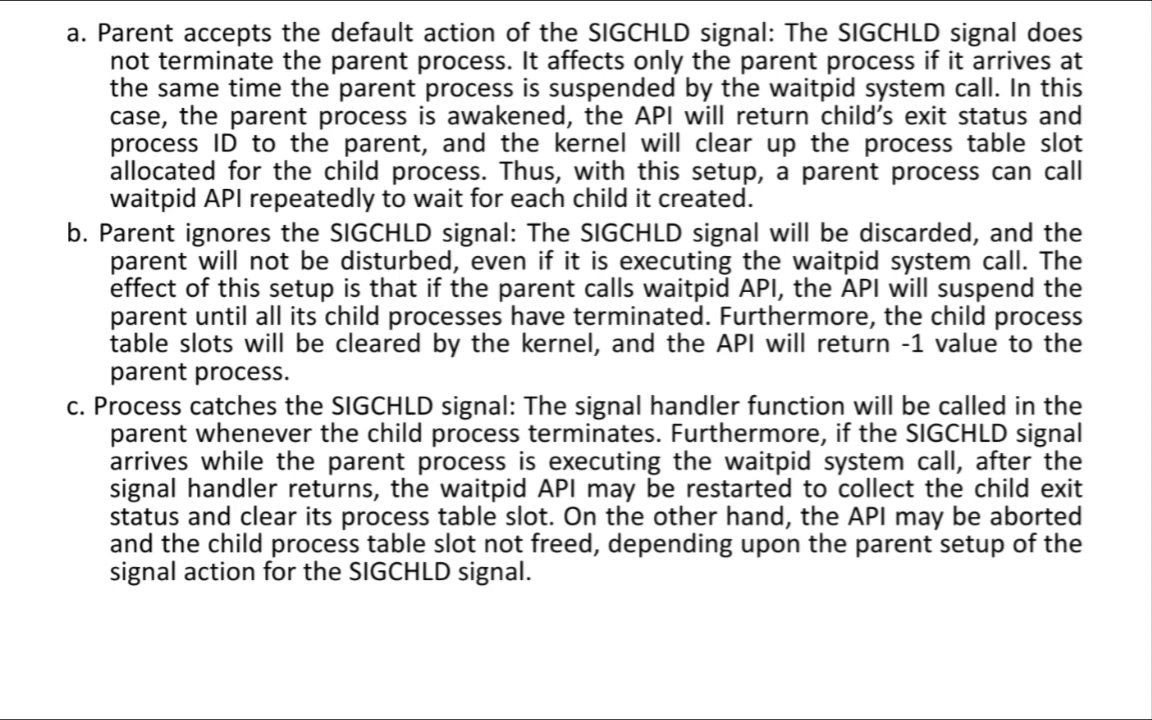 a. Parent accepts the default action of the SIGCHLD signal: The SIGCHLD signal does
not terminate the parent process. It affects only the parent process if it arrives at
the same time the parent process is suspended by the waitpid system call. In this
case, the parent process is awakened, the API will return child’s exit status and
process ID to the parent, and the kernel will clear up the process table slot
allocated for the child process. Thus, with this setup, a parent process can call
waitpid API repeatedly to wait for each child it created.
b. Parent ignores the SIGCHLD signal: The SIGCHLD signal will be discarded, and the
parent will not be disturbed, even if it is executing the waitpid system call. The
effect of this setup is that if the parent calls waitpid API, the API will suspend the
parent until all its child processes have terminated. Furthermore, the child process
table slots will be cleared by the kernel, and the API will return -1 value to the
parent process.
c. Process catches the SIGCHLD signal: The signal handler function will be called in the
parent whenever the child process terminates. Furthermore, if the SIGCHLD signal
arrives while the parent process is executing the waitpid system call, after the
signal handler returns, the waitpid API may be restarted to collect the child exit
status and clear its process table slot. On the other hand, the API may be aborted
and the child process table slot not freed, depending upon the parent setup of the
signal action for the SIGCHLD signal.